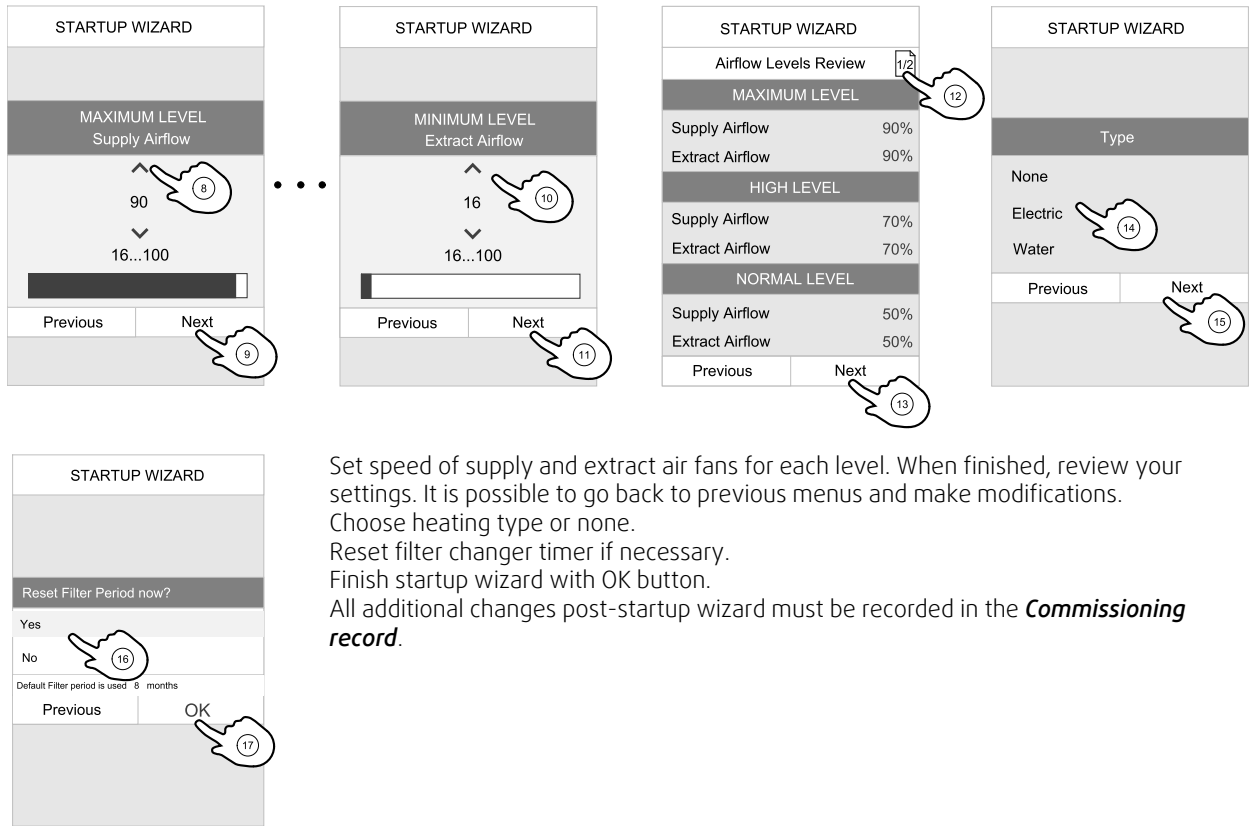 STARTUP WIZARD
MAXIMUM LEVEL
Supply Airflow
8
90
16...100
Previous
Next
9
• • •
STARTUP WIZARD
MINIMUM LEVEL
Extract Airflow
10
16
16...100
Previous
Next
11
STARTUP WIZARD
Airflow Levels Review
1/2
12
MAXIMUM LEVEL
Supply Airflow 90%
Extract Airflow 90%
HIGH LEVEL
Supply Airflow 70%
Extract Airflow 70%
NORMAL LEVEL
Supply Airflow 50%
Extract Airflow 50%
Previous
Next
13
STARTUP WIZARD
Type
None
Electric
14
Water
Previous
Next
15
STARTUP WIZARD
Reset Filter Period now?
Yes
No
16
Default Filter period is used 8 months
Previous
OK
17
Set speed of supply and extract air fans for each level. When finished, review your
settings. It is possible to go back to previous menus and make modifications.
Choose heating type or none.
Reset filter changer timer if necessary.
Finish startup wizard with OK button.
All additional changes post-startup wizard must be recorded in the Commissioning
record.